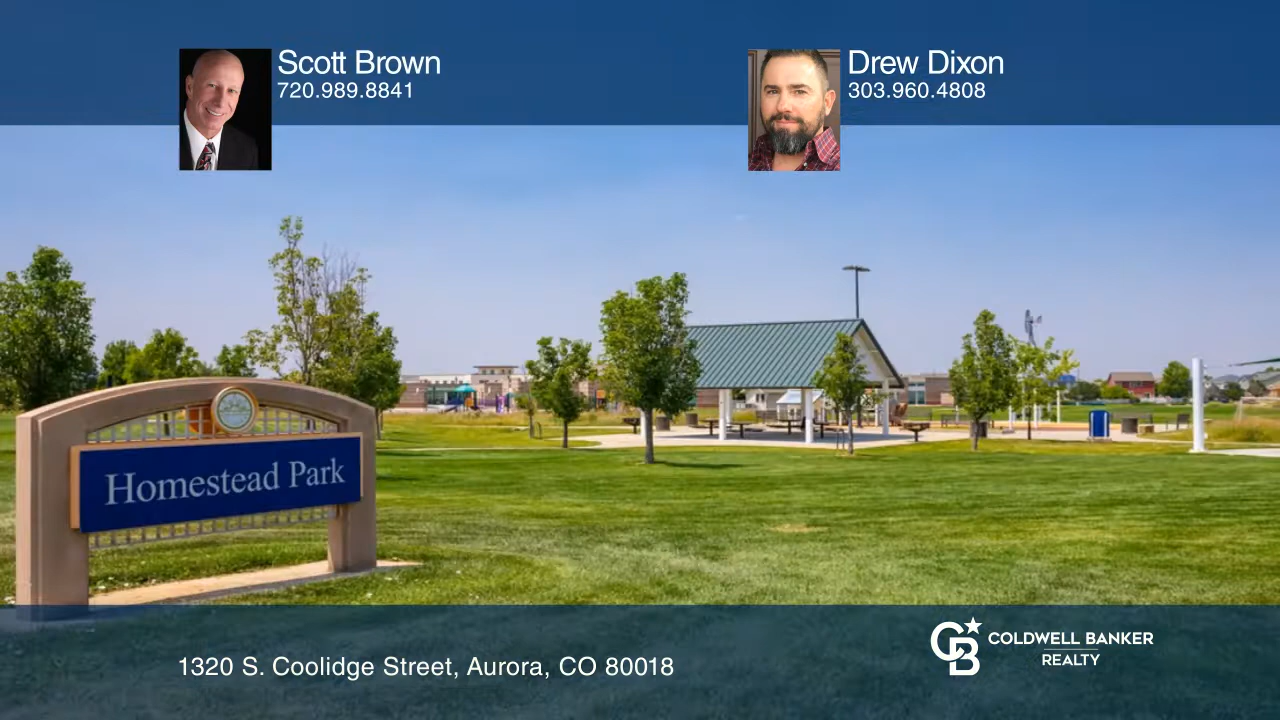 Scott Brown
720.989.8841
Drew Dixon
303.960.4808
Homestead Park
1320 S. Coolidge Street, Aurora, CO 80018
CB
COLDWELL BANKER
REALTY